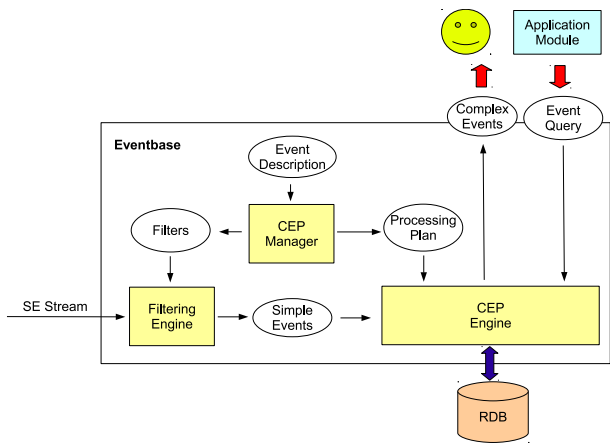 Application
Module
Complex
Events
Event
Query
Eventbase
Event
Description
Filters
CEP
Manager
Processing
Plan
SE Stream
Filtering
Engine
Simple
Events
CEP
Engine
RDB